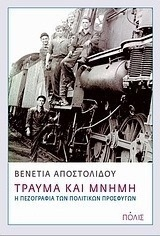 ΒΕΝΕΤΙΑ ΑΠΟΣΤΟΛΙΔΟΥ
ΤΡΑΥΜΑ ΚΑΙ ΜΝΗΜΗ
Η ΠΕΖΟΓΡΑΦΙΑ ΤΩΝ ΠΟΛΙΤΙΚΩΝ ΠΡΟΣΦΥΓΩΝ
ΠΟΛΙΣ